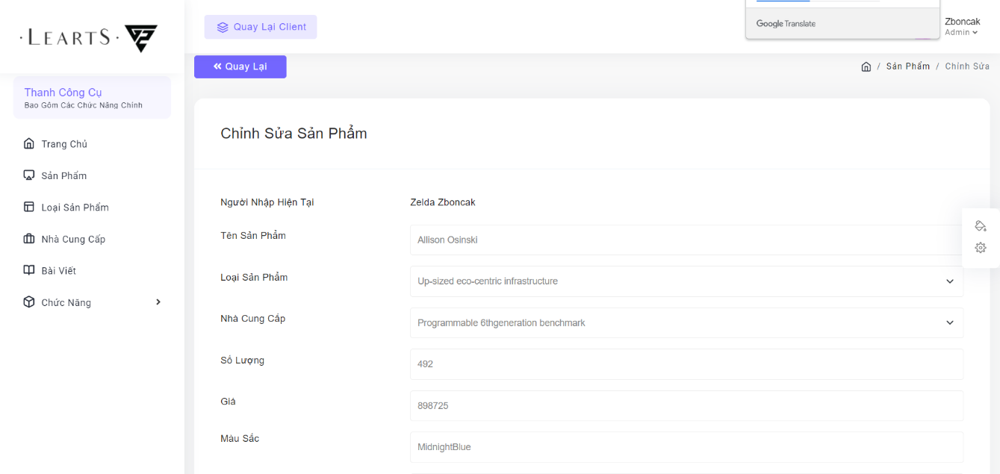 · LEARTS ·
Quay Lại Client
Google Translate
Zboncak
Admin
Quay Lại
/ Sản Phẩm / Chỉnh Sửa
Thanh Công Cụ
Bao Gồm Các Chức Năng Chính
Trang Chủ
Sản Phẩm
Loại Sản Phẩm
Nhà Cung Cấp
Bài Viết
Chức Năng
Chỉnh Sửa Sản Phẩm
Người Nhập Hiện Tại
Zelda Zboncak
Tên Sản Phẩm
Allison Osinski
Loại Sản Phẩm
Up-sized eco-centric infrastructure
Nhà Cung Cấp
Programmable 6thgeneration benchmark
Số Lượng
492
Giá
898725
Màu Sắc
MidnightBlue